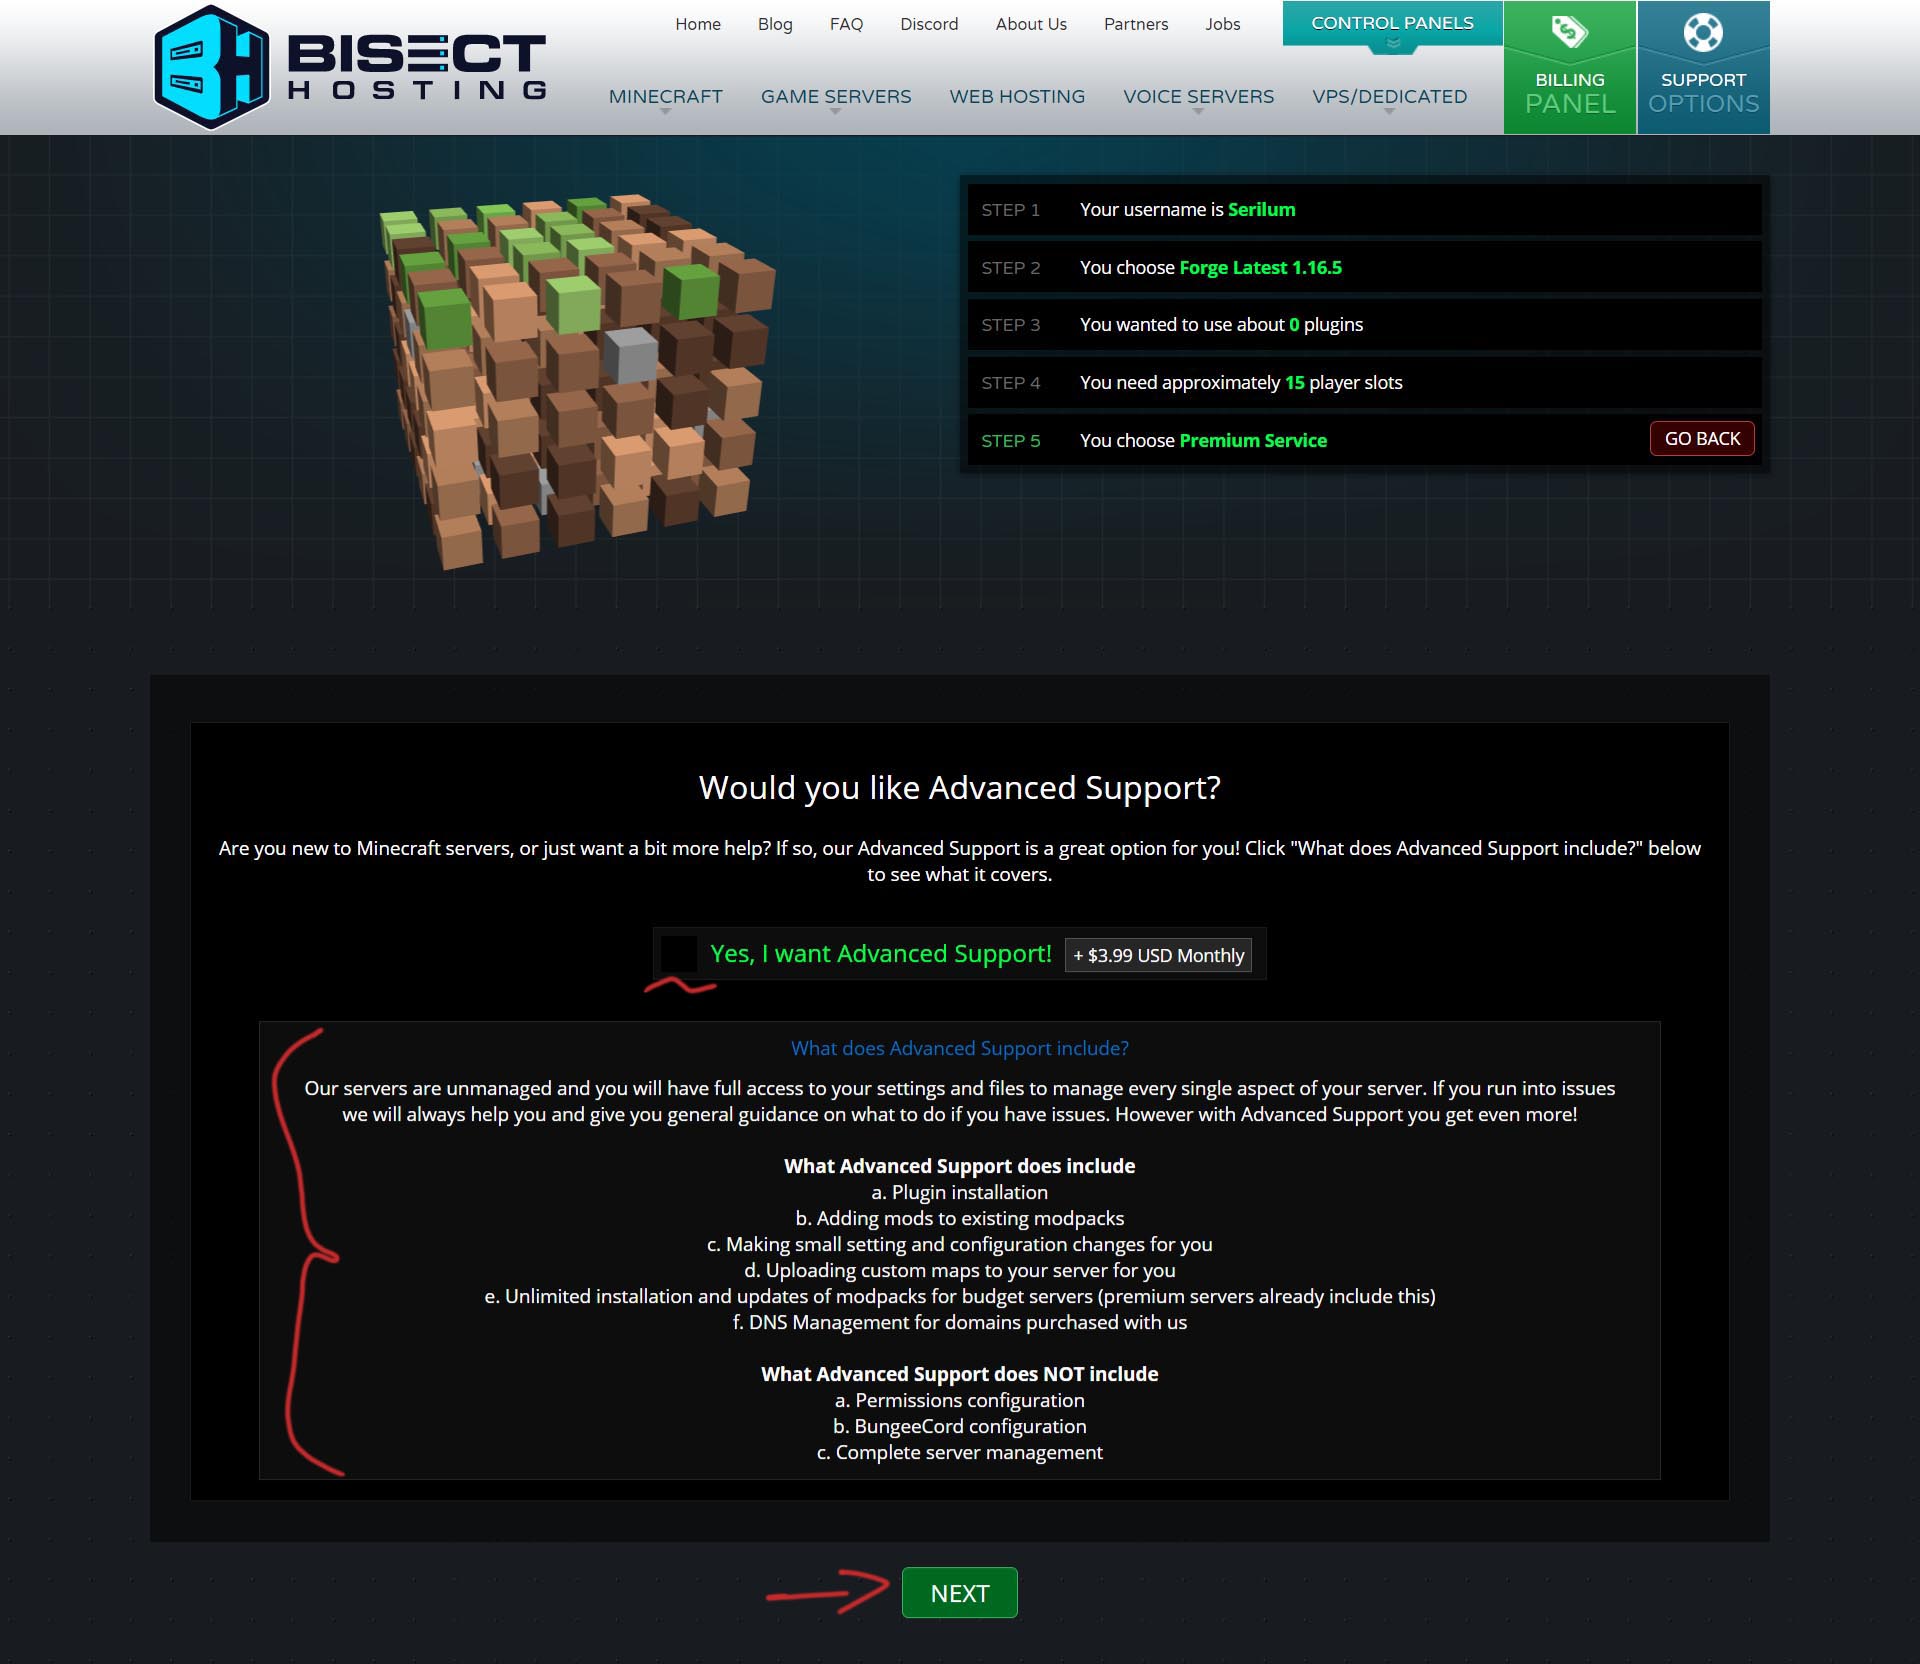 BISECT
HOSTING
Home Blog FAQ Discord About Us Partners Jobs
CONTROL PANELS
MINECRAFT GAME SERVERS WEB HOSTING VOICE SERVERS VPS/DEDICATED
BILLING
PANEL
SUPPORT
OPTIONS
STEP 1 Your username is Serilum
STEP 2 You choose Forge Latest 1.16.5
STEP 3 You wanted to use about 0 plugins
STEP 4 You need approximately 15 player slots
STEP 5 You choose Premium Service GO BACK
Would you like Advanced Support?
Are you new to Minecraft servers, or just want a bit more help? If so, our Advanced Support is a great option for you! Click "What does Advanced Support include?" below
to see what it covers.
Yes, I want Advanced Support! + $3.99 USD Monthly
What does Advanced Support include?
Our servers are unmanaged and you will have full access to your settings and files to manage every single aspect of your server. If you run into issues
we will always help you and give you general guidance on what to do if you have issues. However with Advanced Support you get even more!
What Advanced Support does include
a. Plugin installation
b. Adding mods to existing modpacks
c. Making small setting and configuration changes for you
d. Uploading custom maps to your server for you
e. Unlimited installation and updates of modpacks for budget servers (premium servers already include this)
f. DNS Management for domains purchased with us
What Advanced Support does NOT include
a. Permissions configuration
b. BungeeCord configuration
c. Complete server management
NEXT